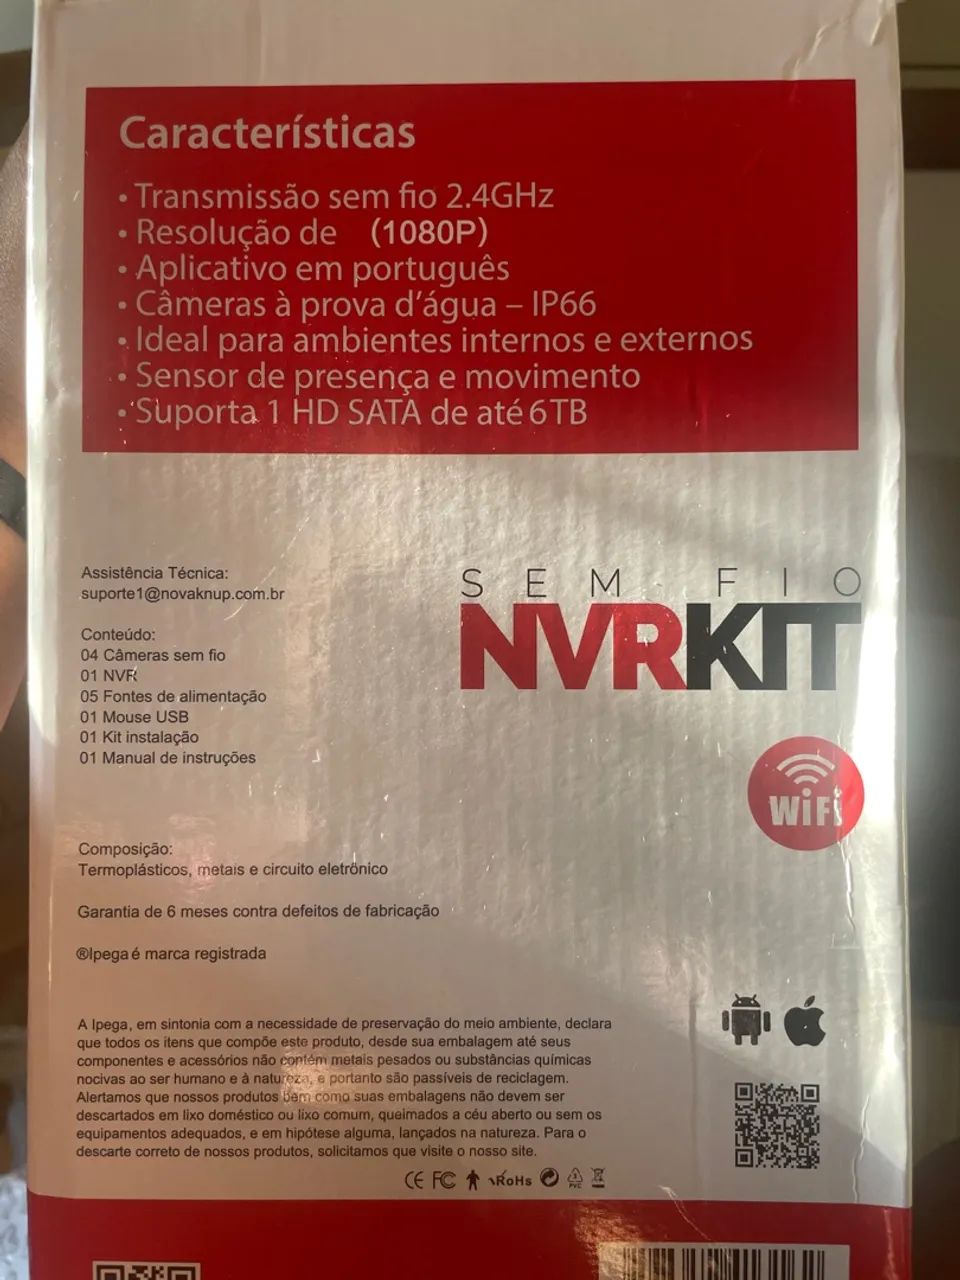 Características
• Transmissão sem fio 2.4GHz
• Resolução de (1080P)
• Aplicativo em português
• Câmeras à prova d'água – IP66
• Ideal para ambientes internos e externos
• Sensor de presença e movimento
• Suporta 1 HD SATA de até 6TB
Assistência Técnica:
suporte1@novaknup.com.br
Conteúdo:
04 Câmeras sem fio
01 NVR
05 Fontes de alimentação
01 Mouse USB
01 Kit instalação
01 Manual de instruções
SEM FIO
NVRKIT
WiFi
Composição:
Termoplásticos, metais e circuito eletrônico
Garantia de 6 meses contra defeitos de fabricação
®Ipega é marca registrada
A Ipega, em sintonia com a necessidade de preservação do meio ambiente, declara
que todos os itens que compõe este produto, desde sua embalagem até seus
componentes e acessórios não contém metais pesados ou substâncias químicas
nocivas ao ser humano e à natureza, e portanto são passíveis de reciclagem.
Alertamos que nossos produtos bem como suas embalagens não devem ser
descartados em lixo doméstico ou lixo comum, queimados a céu aberto ou sem os
equipamentos adequados, e em hipótese alguma, lançados na natureza. Para o
descarte correto de nossos produtos, solicitamos que visite o nosso site.
CE FC RoHs PVC